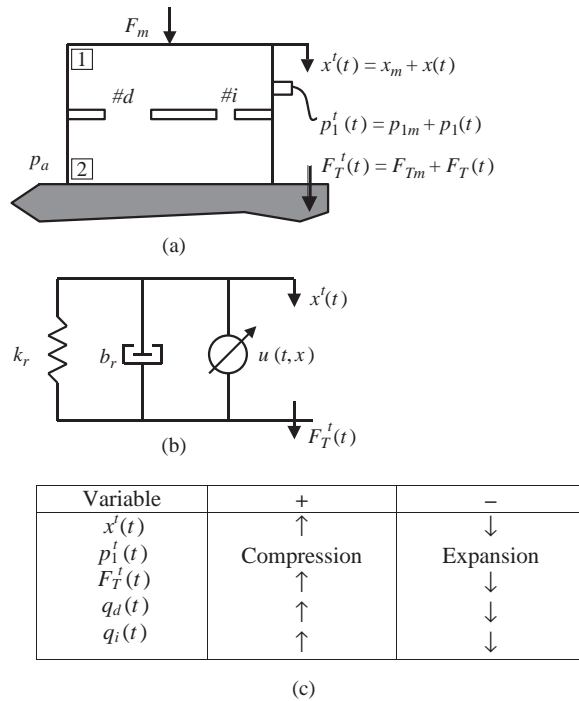 F_m
1
#d
#i
x^t(t) = x_m + x(t)
p_1^t(t) = p_{1m} + p_1(t)
p_a
2
F_T^t(t) = F_{Tm} + F_T(t)
(a)
x^t(t)
k_r
b_r
u (t, x)
F_T^t(t)
(b)
Variable + −
x^t(t) ↑ ↓
p_1^t(t) Compression Expansion
F_T^t(t) ↑ ↓
q_d(t) ↑ ↓
q_i(t) ↑ ↓
(c)